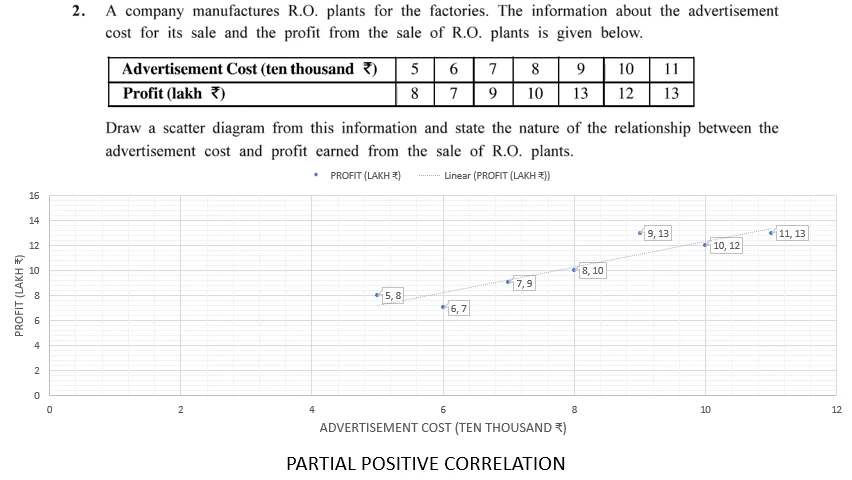 2. A company manufactures R.O. plants for the factories. The information about the advertisement
cost for its sale and the profit from the sale of R.O. plants is given below.
Advertisement Cost (ten thousand ₹) 5 6 7 8 9 10 11
Profit (lakh ₹) 8 7 9 10 13 12 13
Draw a scatter diagram from this information and state the nature of the relationship between the
advertisement cost and profit earned from the sale of R.O. plants.
PROFIT (LAKH ₹) Linear (PROFIT (LAKH ₹))
16
14
12
10
8
6
4
2
0
PROFIT (LAKH ₹)
5, 8
6, 7
7, 9
8, 10
9, 13
10, 12
11, 13
0 2 4 6 8 10 12
ADVERTISEMENT COST (TEN THOUSAND ₹)
PARTIAL POSITIVE CORRELATION